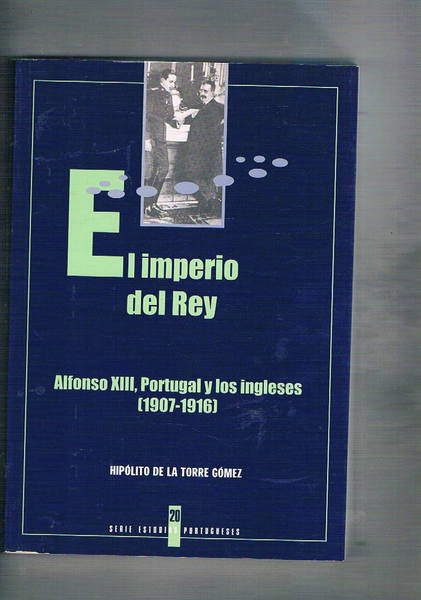 El imperio
del Rey
Alfonso XIII, Portugal y los ingleses
(1907-1916)
HIPÓLITO DE LA TORRE GÓMEZ
20
SERIE ESTUDIOS PORTUGUESES